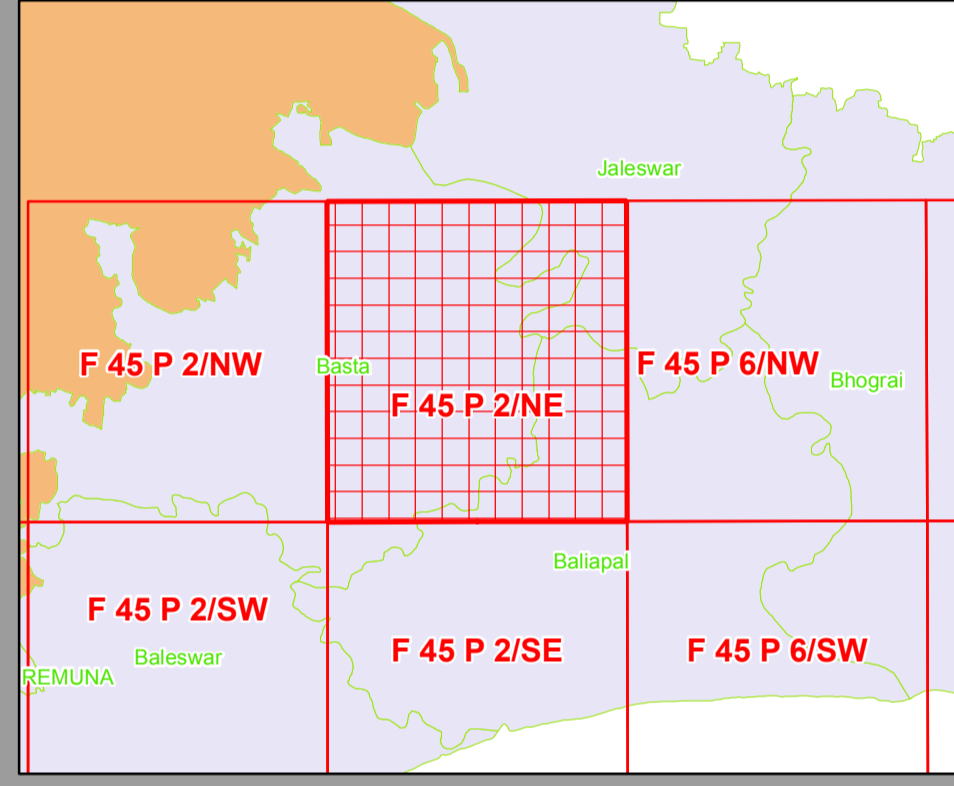 Jaleswar
F 45 P 2/NW
Basta
F 45 P 6/NW
Bhograi
F 45 P 2/NE
Baliapal
F 45 P 2/SW
Baleswar
REMUNA
F 45 P 2/SE
F 45 P 6/SW